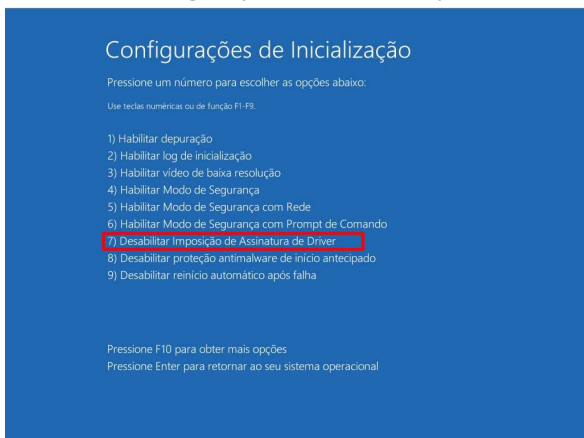 Configurações de Inicialização
Pressione um número para escolher as opções abaixo:
Use teclas numéricas ou de função F1-F9.
1) Habilitar depuração
2) Habilitar log de inicialização
3) Habilitar vídeo de baixa resolução
4) Habilitar Modo de Segurança
5) Habilitar Modo de Segurança com Rede
6) Habilitar Modo de Segurança com Prompt de Comando
7) Desabilitar Imposição de Assinatura de Driver
8) Desabilitar proteção antimalware de início antecipado
9) Desabilitar reinício automático após falha
Pressione F10 para obter mais opções
Pressione Enter para retornar ao seu sistema operacional